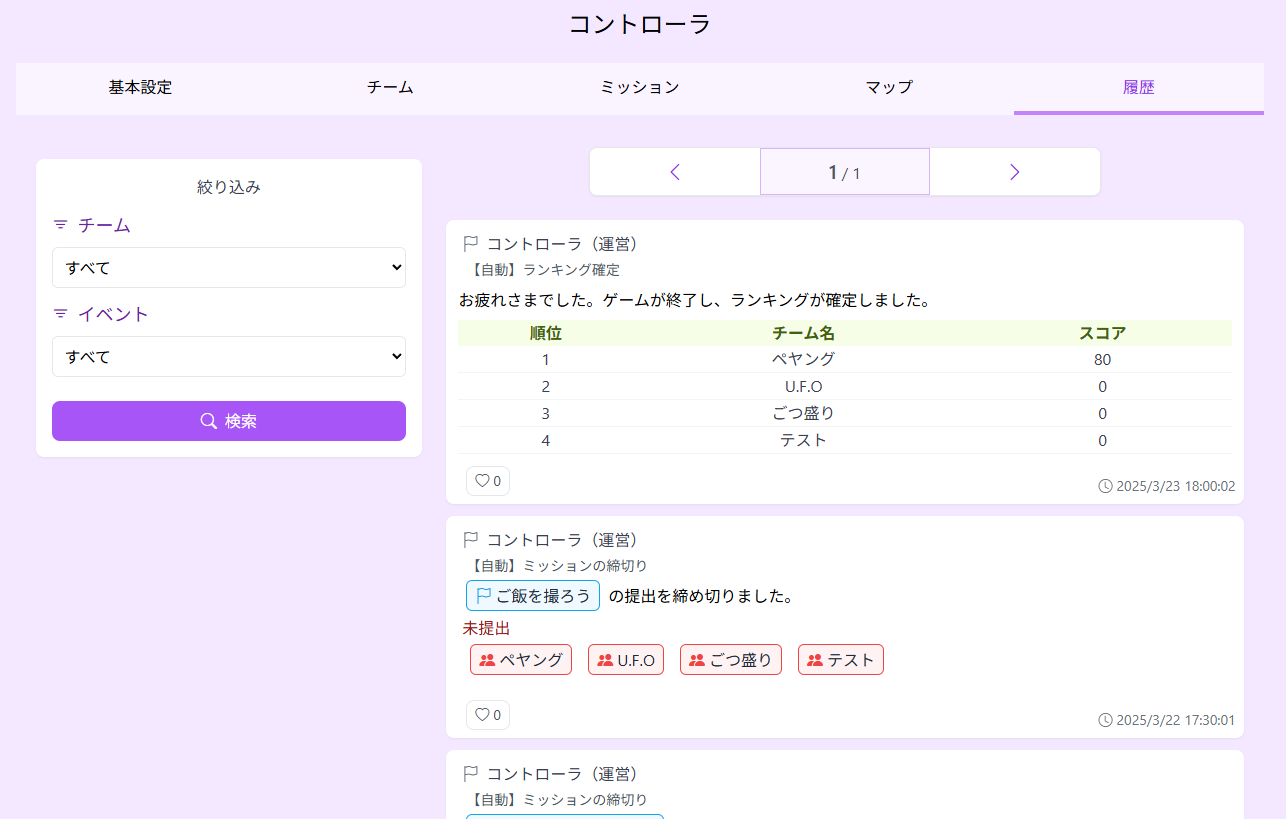 コントローラ
基本設定 チーム ミッション マップ 履歴
絞り込み
チーム
すべて
イベント
すべて
検索
1 / 1
コントローラ（運営）
【自動】ランキング確定
お疲れさまでした。ゲームが終了し、ランキングが確定しました。
順位 チーム名 スコア
1 ペヤング 80
2 U.F.O 0
3 ごつ盛り 0
4 テスト 0
0 2025/3/23 18:00:02
コントローラ（運営）
【自動】ミッションの締切り
ご飯を撮ろう の提出を締め切りました。
未提出
ペヤング U.F.O ごつ盛り テスト
0 2025/3/22 17:30:01
コントローラ（運営）
【自動】ミッションの締切り